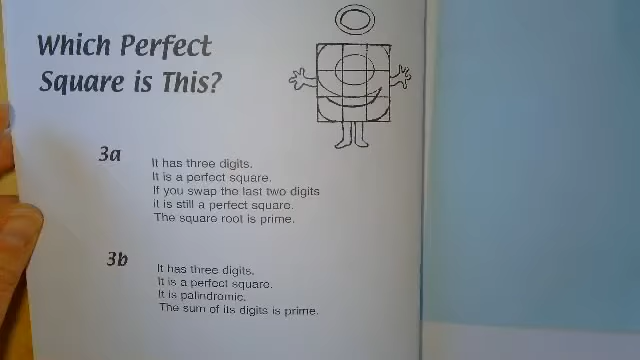 Which Perfect
Square is This?
3a
It has three digits.
It is a perfect square.
If you swap the last two digits
it is still a perfect square.
The square root is prime.
3b
It has three digits.
It is a perfect square.
It is palindromic.
The sum of its digits is prime.